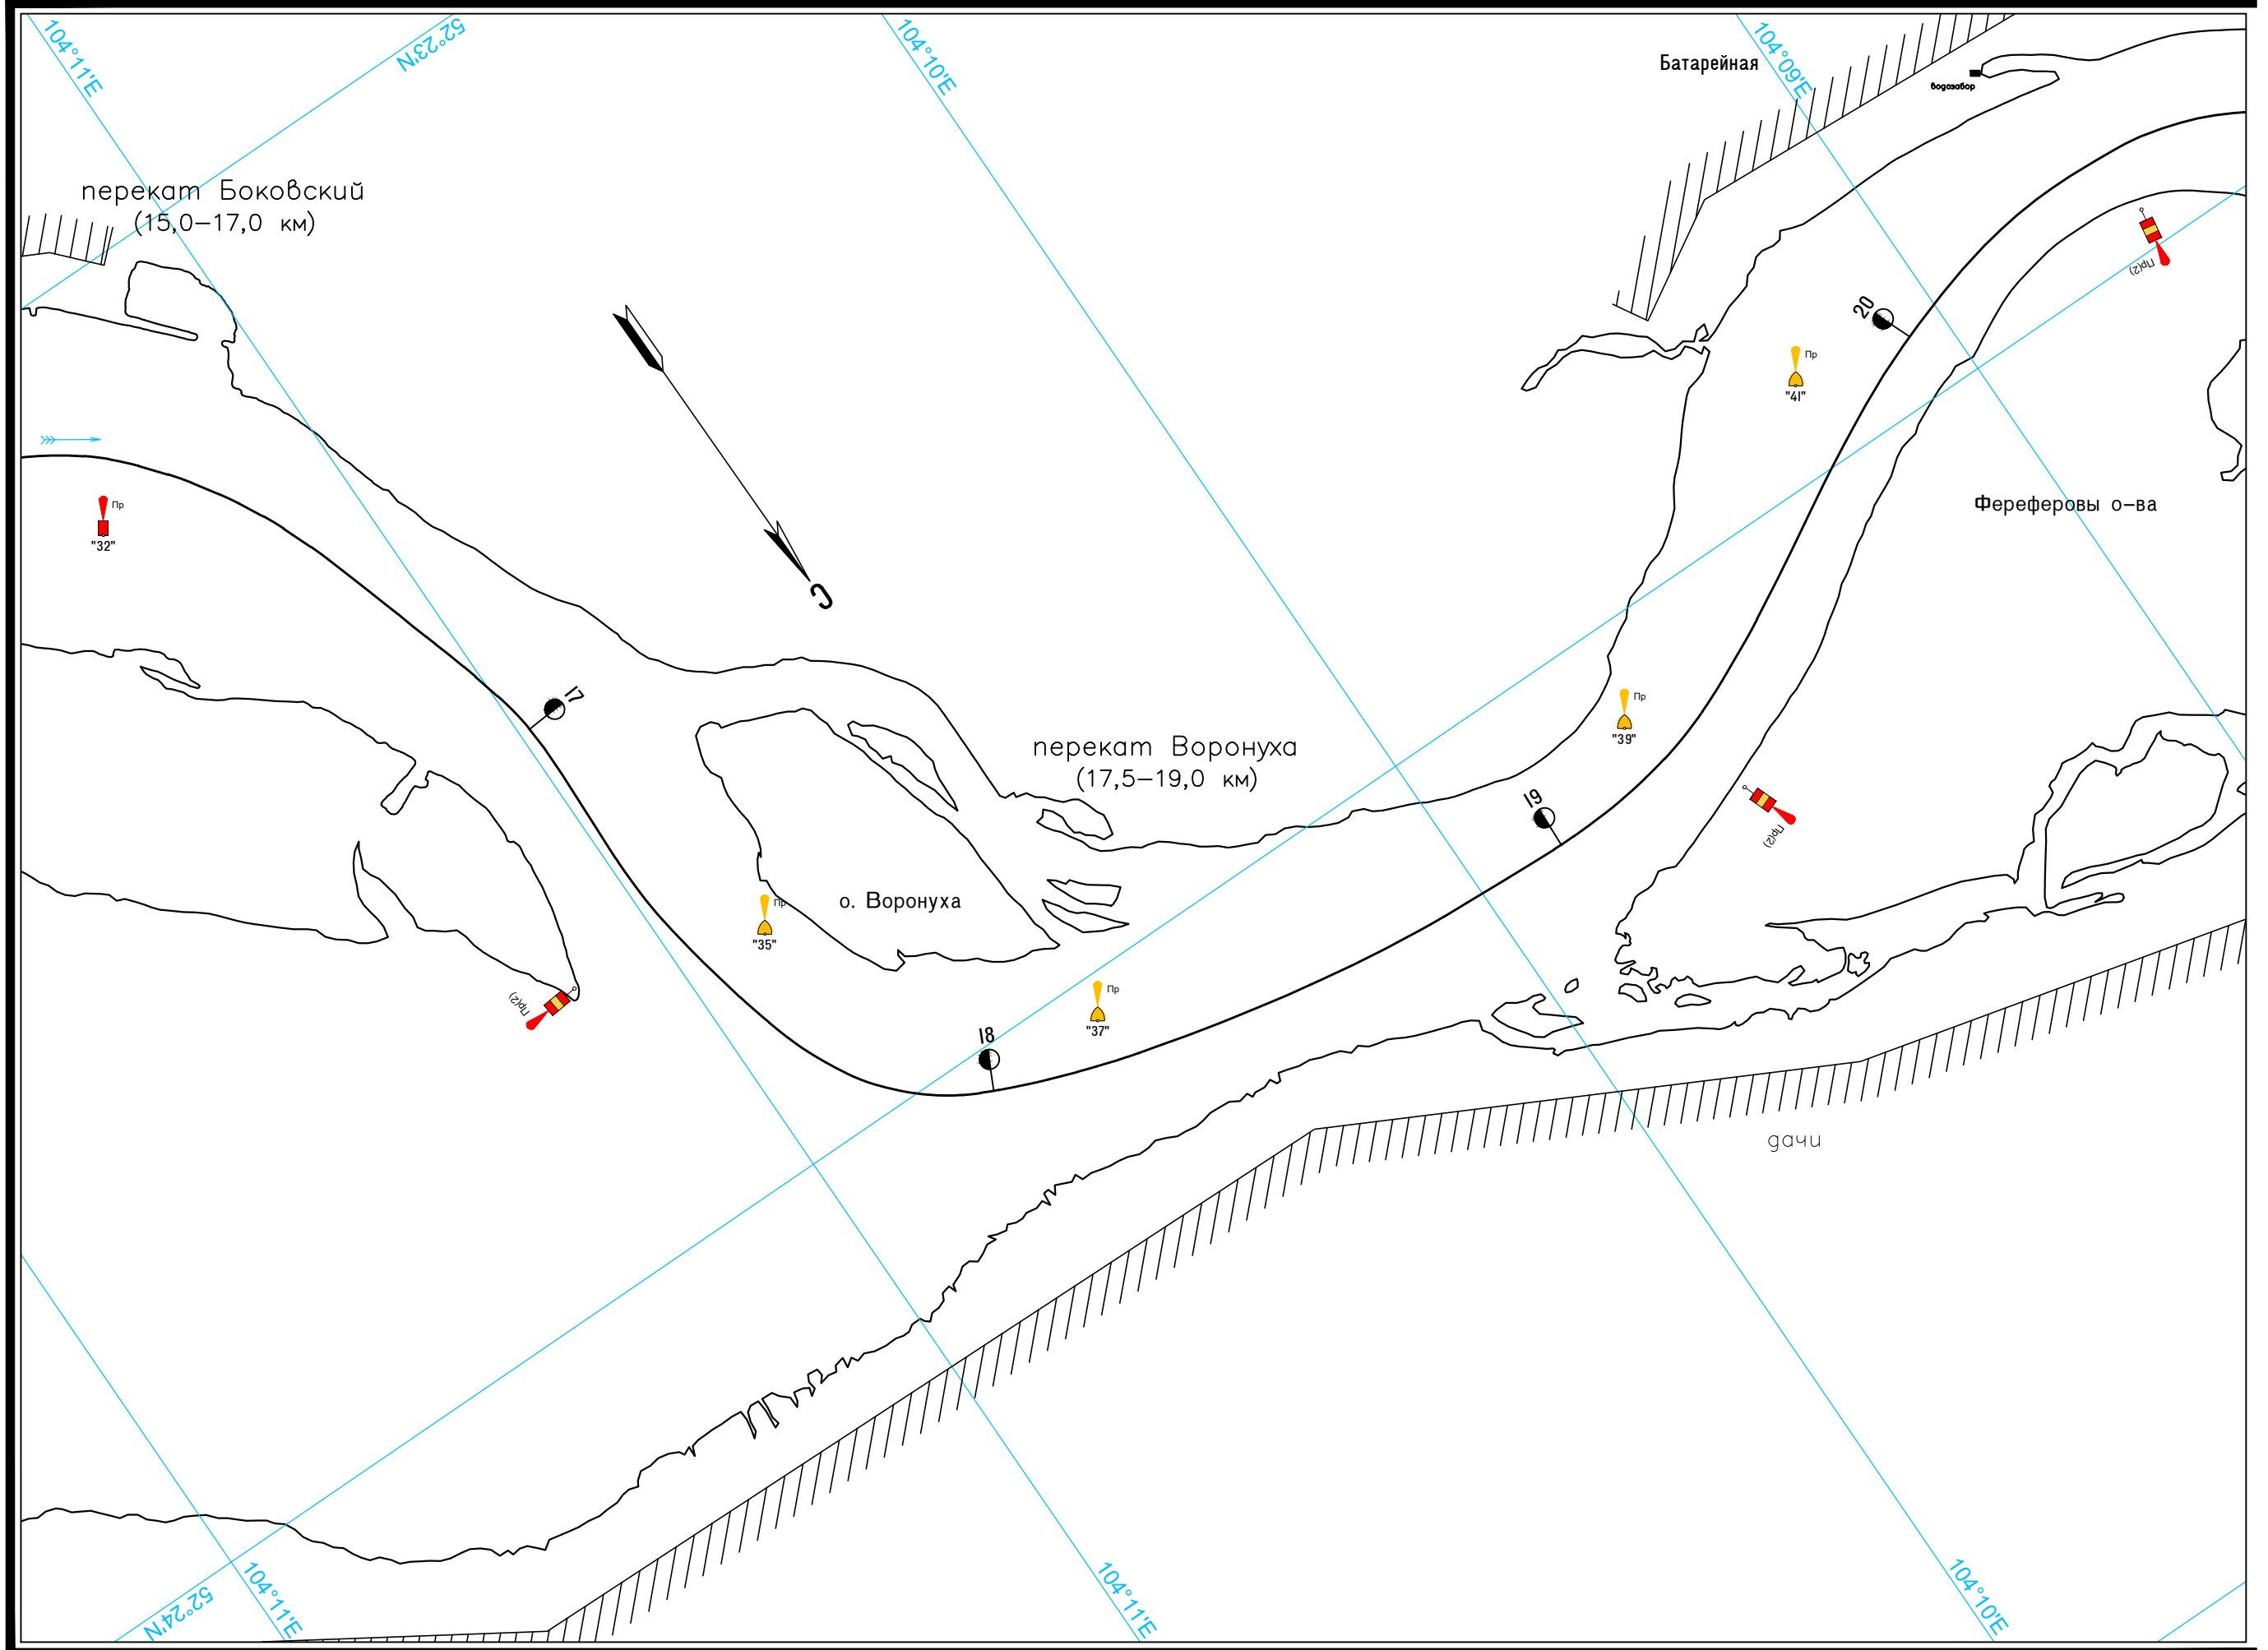 104°11'E
52°23'N
104°10'E
104°09'E
Батарейная
водозабор
перекат Боковский
(15,0–17,0 км)
Пр(2)
20
Пр
"41"
Пр
"32"
Фереферовы о–ва
С
17
Пр
"39"
перекат Воронуха
(17,5–19,0 км)
19
Пр(2)
о. Воронуха
Пр
"35"
Пр(2)
Пр
"37"
18
дачи
52°24'N
104°11'E
104°11'E
104°10'E